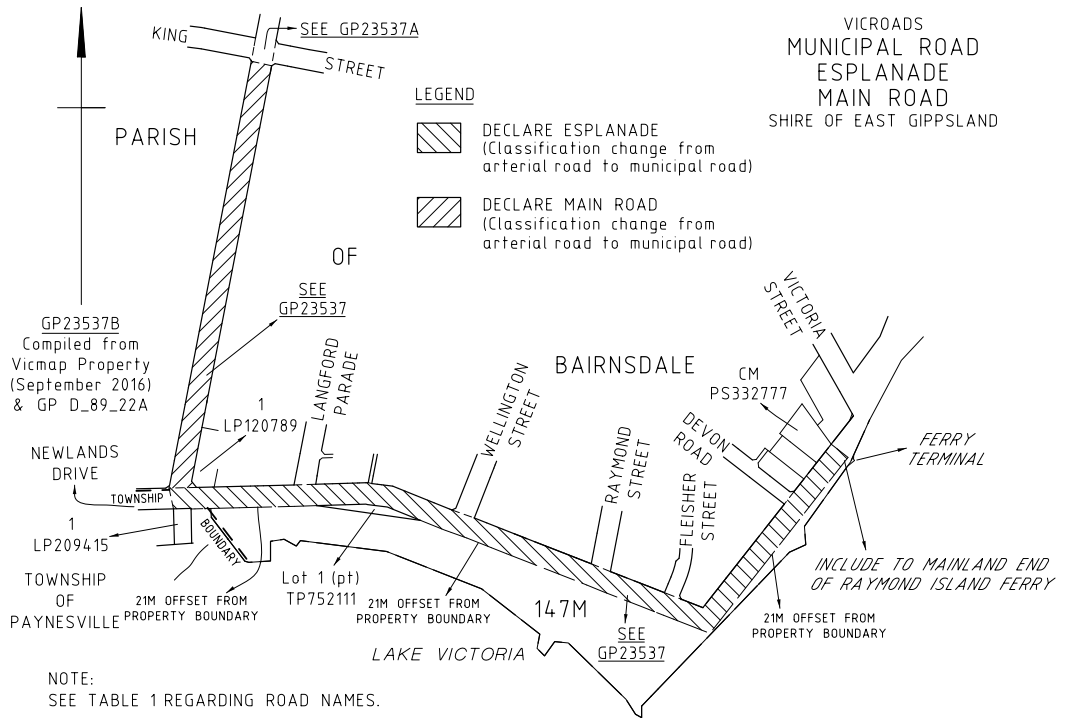 KING
STREET
SEE GP23537A
VICROADS
MUNICIPAL ROAD
ESPLANADE
MAIN ROAD
SHIRE OF EAST GIPPSLAND
LEGEND
DECLARE ESPLANADE
(Classification change from
arterial road to municipal road)
DECLARE MAIN ROAD
(Classification change from
arterial road to municipal road)
PARISH
OF
BAIRNSDALE
SEE
GP23537
GP23537B
Compiled from
Vicmap Property
(September 2016)
& GP D_89_22A
1
LP120789
LANGFORD
PARADE
WELLINGTON
STREET
RAYMOND
STREET
FLEISHER
STREET
DEVON
ROAD
VICTORIA
STREET
CM
PS332777
FERRY
TERMINAL
NEWLANDS
DRIVE
TOWNSHIP
BOUNDARY
1
LP209415
TOWNSHIP
OF
PAYNESVILLE
21M OFFSET FROM
PROPERTY BOUNDARY
Lot 1 (pt)
TP752111
21M OFFSET FROM
PROPERTY BOUNDARY
147M
SEE
GP23537
INCLUDE TO MAINLAND END
OF RAYMOND ISLAND FERRY
21M OFFSET FROM
PROPERTY BOUNDARY
LAKE VICTORIA
NOTE:
SEE TABLE 1 REGARDING ROAD NAMES.